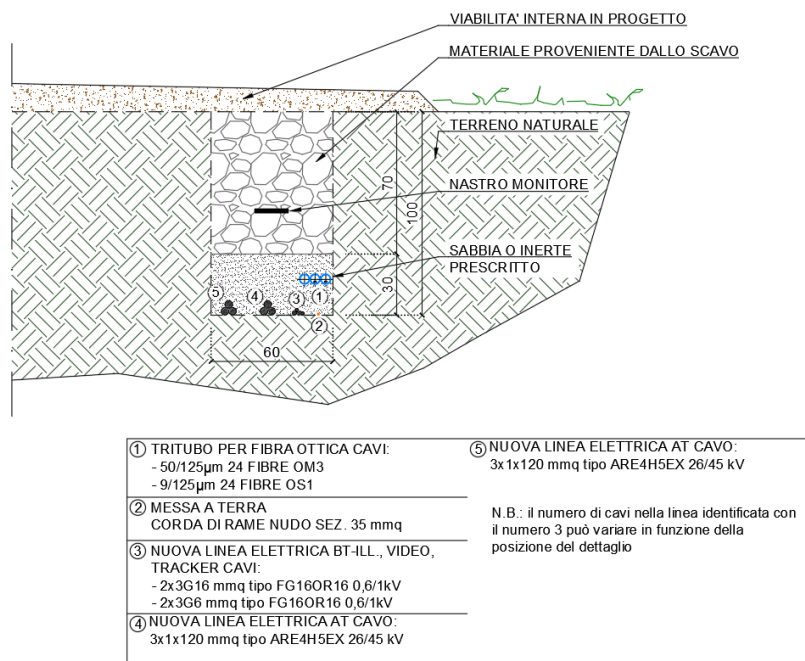 VIABILITA' INTERNA IN PROGETTO
MATERIALE PROVENIENTE DALLO SCAVO
TERRENO NATURALE
70
100
NASTRO MONITORE
SABBIA O INERTE
PRESCRITTO
30
5
4
3
1
2
60
1 TRITUBO PER FIBRA OTTICA CAVI:
- 50/125µm 24 FIBRE OM3
- 9/125µm 24 FIBRE OS1
2 MESSA A TERRA
CORDA DI RAME NUDO SEZ. 35 mmq
3 NUOVA LINEA ELETTRICA BT-ILL., VIDEO,
TRACKER CAVI:
- 2x3G16 mmq tipo FG16OR16 0,6/1kV
- 2x3G6 mmq tipo FG16OR16 0,6/1kV
4 NUOVA LINEA ELETTRICA AT CAVO:
3x1x120 mmq tipo ARE4H5EX 26/45 kV
5 NUOVA LINEA ELETTRICA AT CAVO:
3x1x120 mmq tipo ARE4H5EX 26/45 kV
N.B.: il numero di cavi nella linea identificata con
il numero 3 può variare in funzione della
posizione del dettaglio